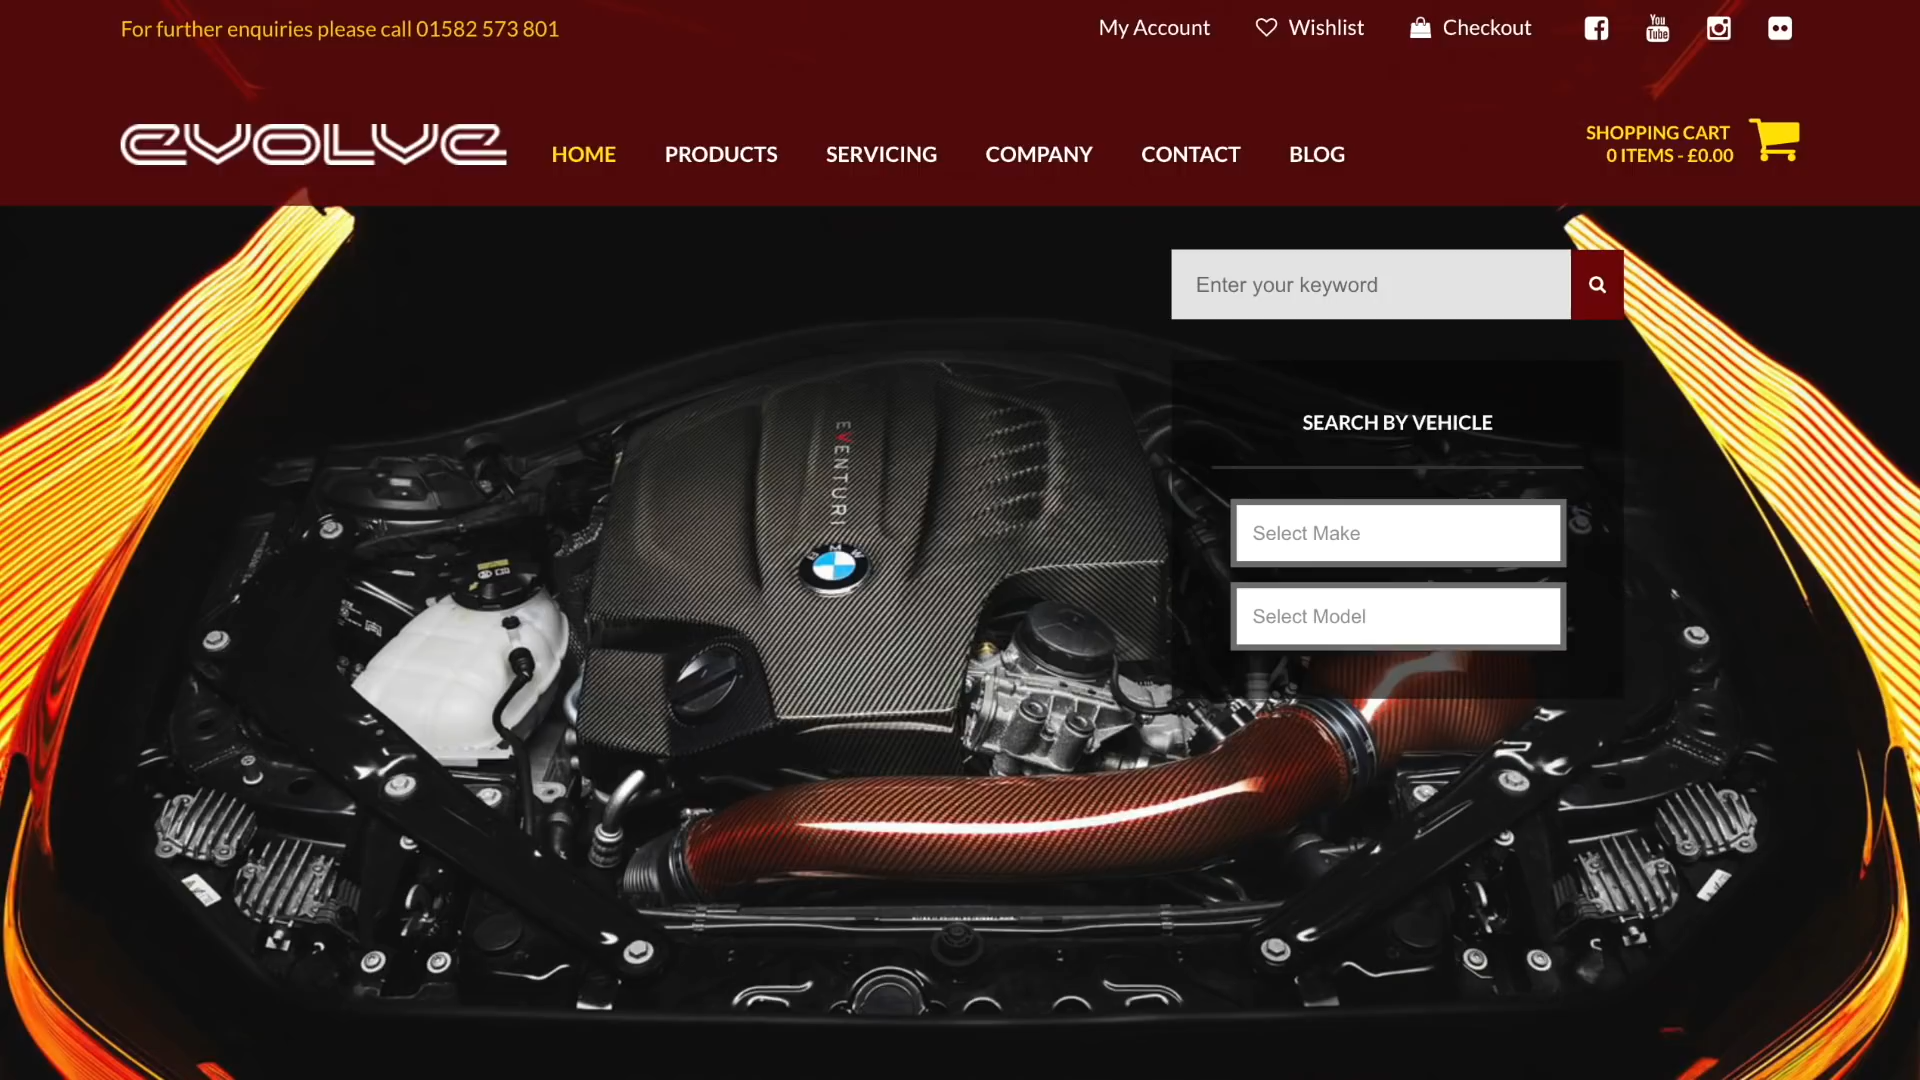 For further enquiries please call 01582 573 801
My Account
Wishlist
Checkout
You
Tube
evolve
HOME
PRODUCTS
SERVICING
COMPANY
CONTACT
BLOG
SHOPPING CART
0 ITEMS - £0.00
Enter your keyword
SEARCH BY VEHICLE
Select Make
Select Model
EVENTURI
BMW